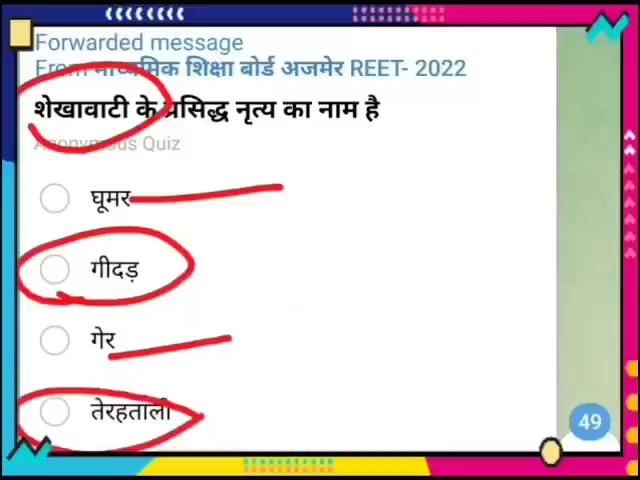 Forwarded message
From माध्यमिक शिक्षा बोर्ड अजमेर REET- 2022
शेखावाटी के प्रसिद्ध नृत्य का नाम है
Anonymous Quiz
घूमर
गीदड़
गेर
तेरहताली
49